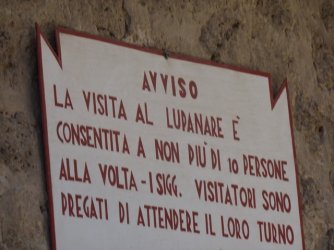 AVVISO
LA VISITA AL LUPANARE È
CONSENTITA A NON PIÙ DI 10 PERSONE
ALLA VOLTA - I SIGG. VISITATORI SONO
PREGATI DI ATTENDERE IL LORO TURNO